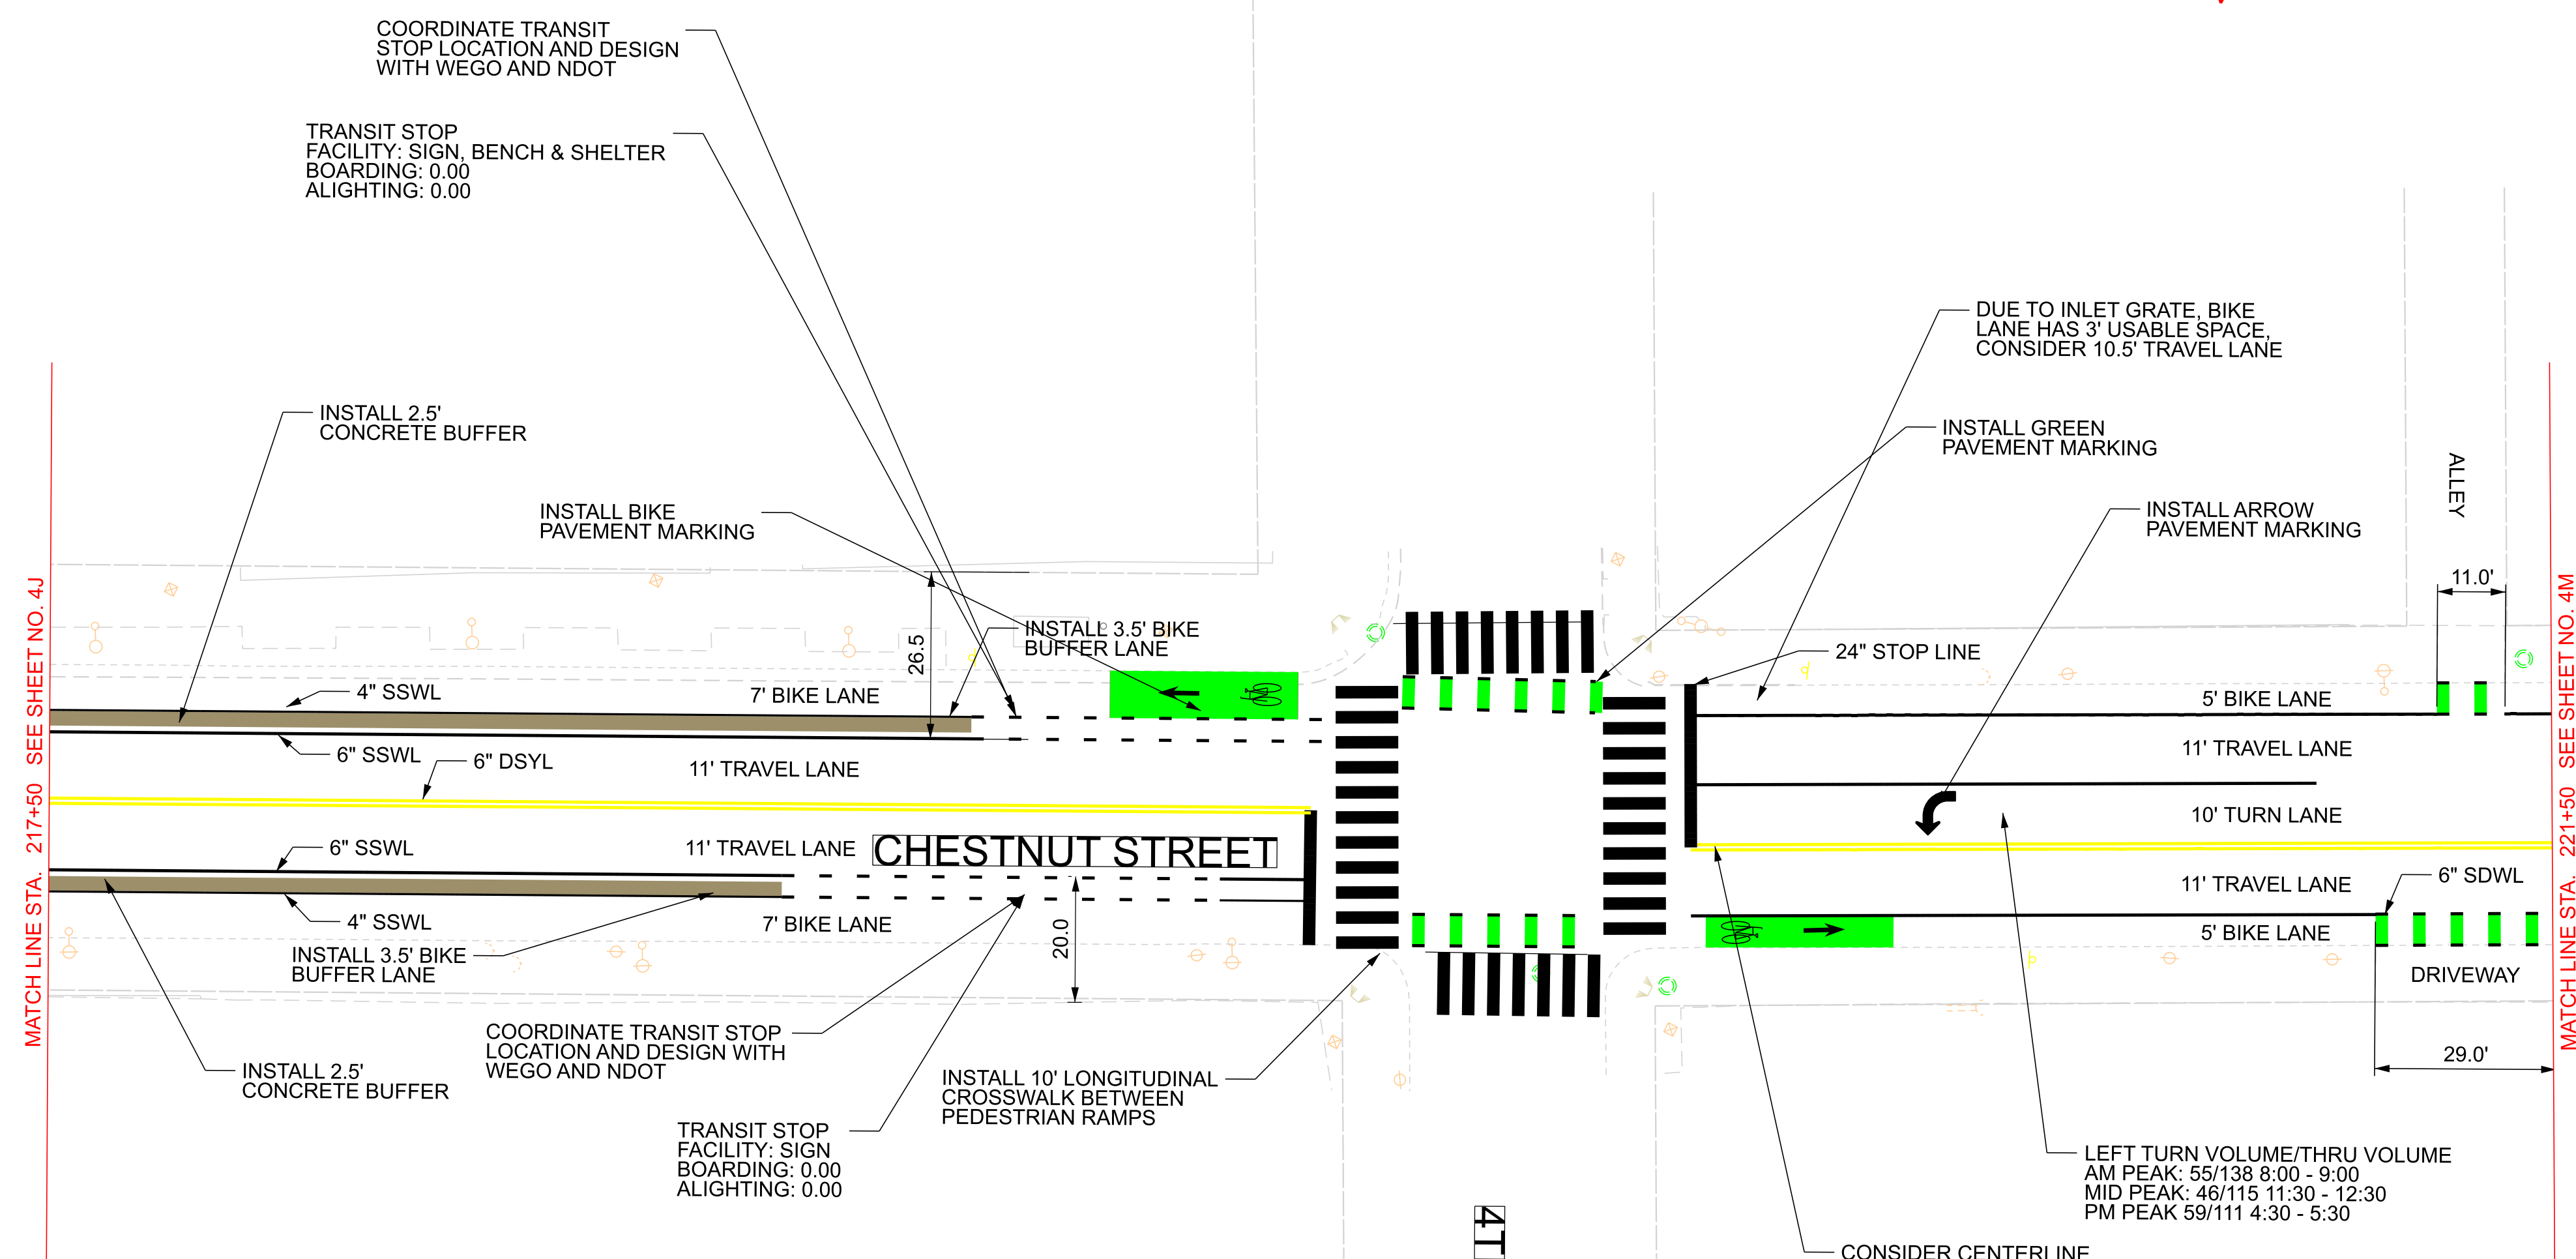 COORDINATE TRANSIT
STOP LOCATION AND DESIGN
WITH WEGO AND NDOT
TRANSIT STOP
FACILITY: SIGN, BENCH & SHELTER
BOARDING: 0.00
ALIGHTING: 0.00
DUE TO INLET GRATE, BIKE
LANE HAS 3' USABLE SPACE,
CONSIDER 10.5' TRAVEL LANE
INSTALL 2.5'
CONCRETE BUFFER
INSTALL GREEN
PAVEMENT MARKING
INSTALL BIKE
PAVEMENT MARKING
INSTALL ARROW
PAVEMENT MARKING
ALLEY
11.0'
MATCH LINE STA. 217+50 SEE SHEET NO. 4J
26.5
INSTALL 3.5' BIKE
BUFFER LANE
24" STOP LINE
4" SSWL
7' BIKE LANE
5' BIKE LANE
6" SSWL
6" DSYL
11' TRAVEL LANE
11' TRAVEL LANE
10' TURN LANE
6" SSWL
11' TRAVEL LANE
CHESTNUT STREET
11' TRAVEL LANE
6" SDWL
4" SSWL
7' BIKE LANE
20.0
5' BIKE LANE
INSTALL 3.5' BIKE
BUFFER LANE
DRIVEWAY
29.0'
MATCH LINE STA. 221+50 SEE SHEET NO. 4M
INSTALL 2.5'
CONCRETE BUFFER
COORDINATE TRANSIT STOP
LOCATION AND DESIGN WITH
WEGO AND NDOT
INSTALL 10' LONGITUDINAL
CROSSWALK BETWEEN
PEDESTRIAN RAMPS
TRANSIT STOP
FACILITY: SIGN
BOARDING: 0.00
ALIGHTING: 0.00
LEFT TURN VOLUME/THRU VOLUME
AM PEAK: 55/138 8:00 - 9:00
MID PEAK: 46/115 11:30 - 12:30
PM PEAK 59/111 4:30 - 5:30
4T
CONSIDER CENTERLINE